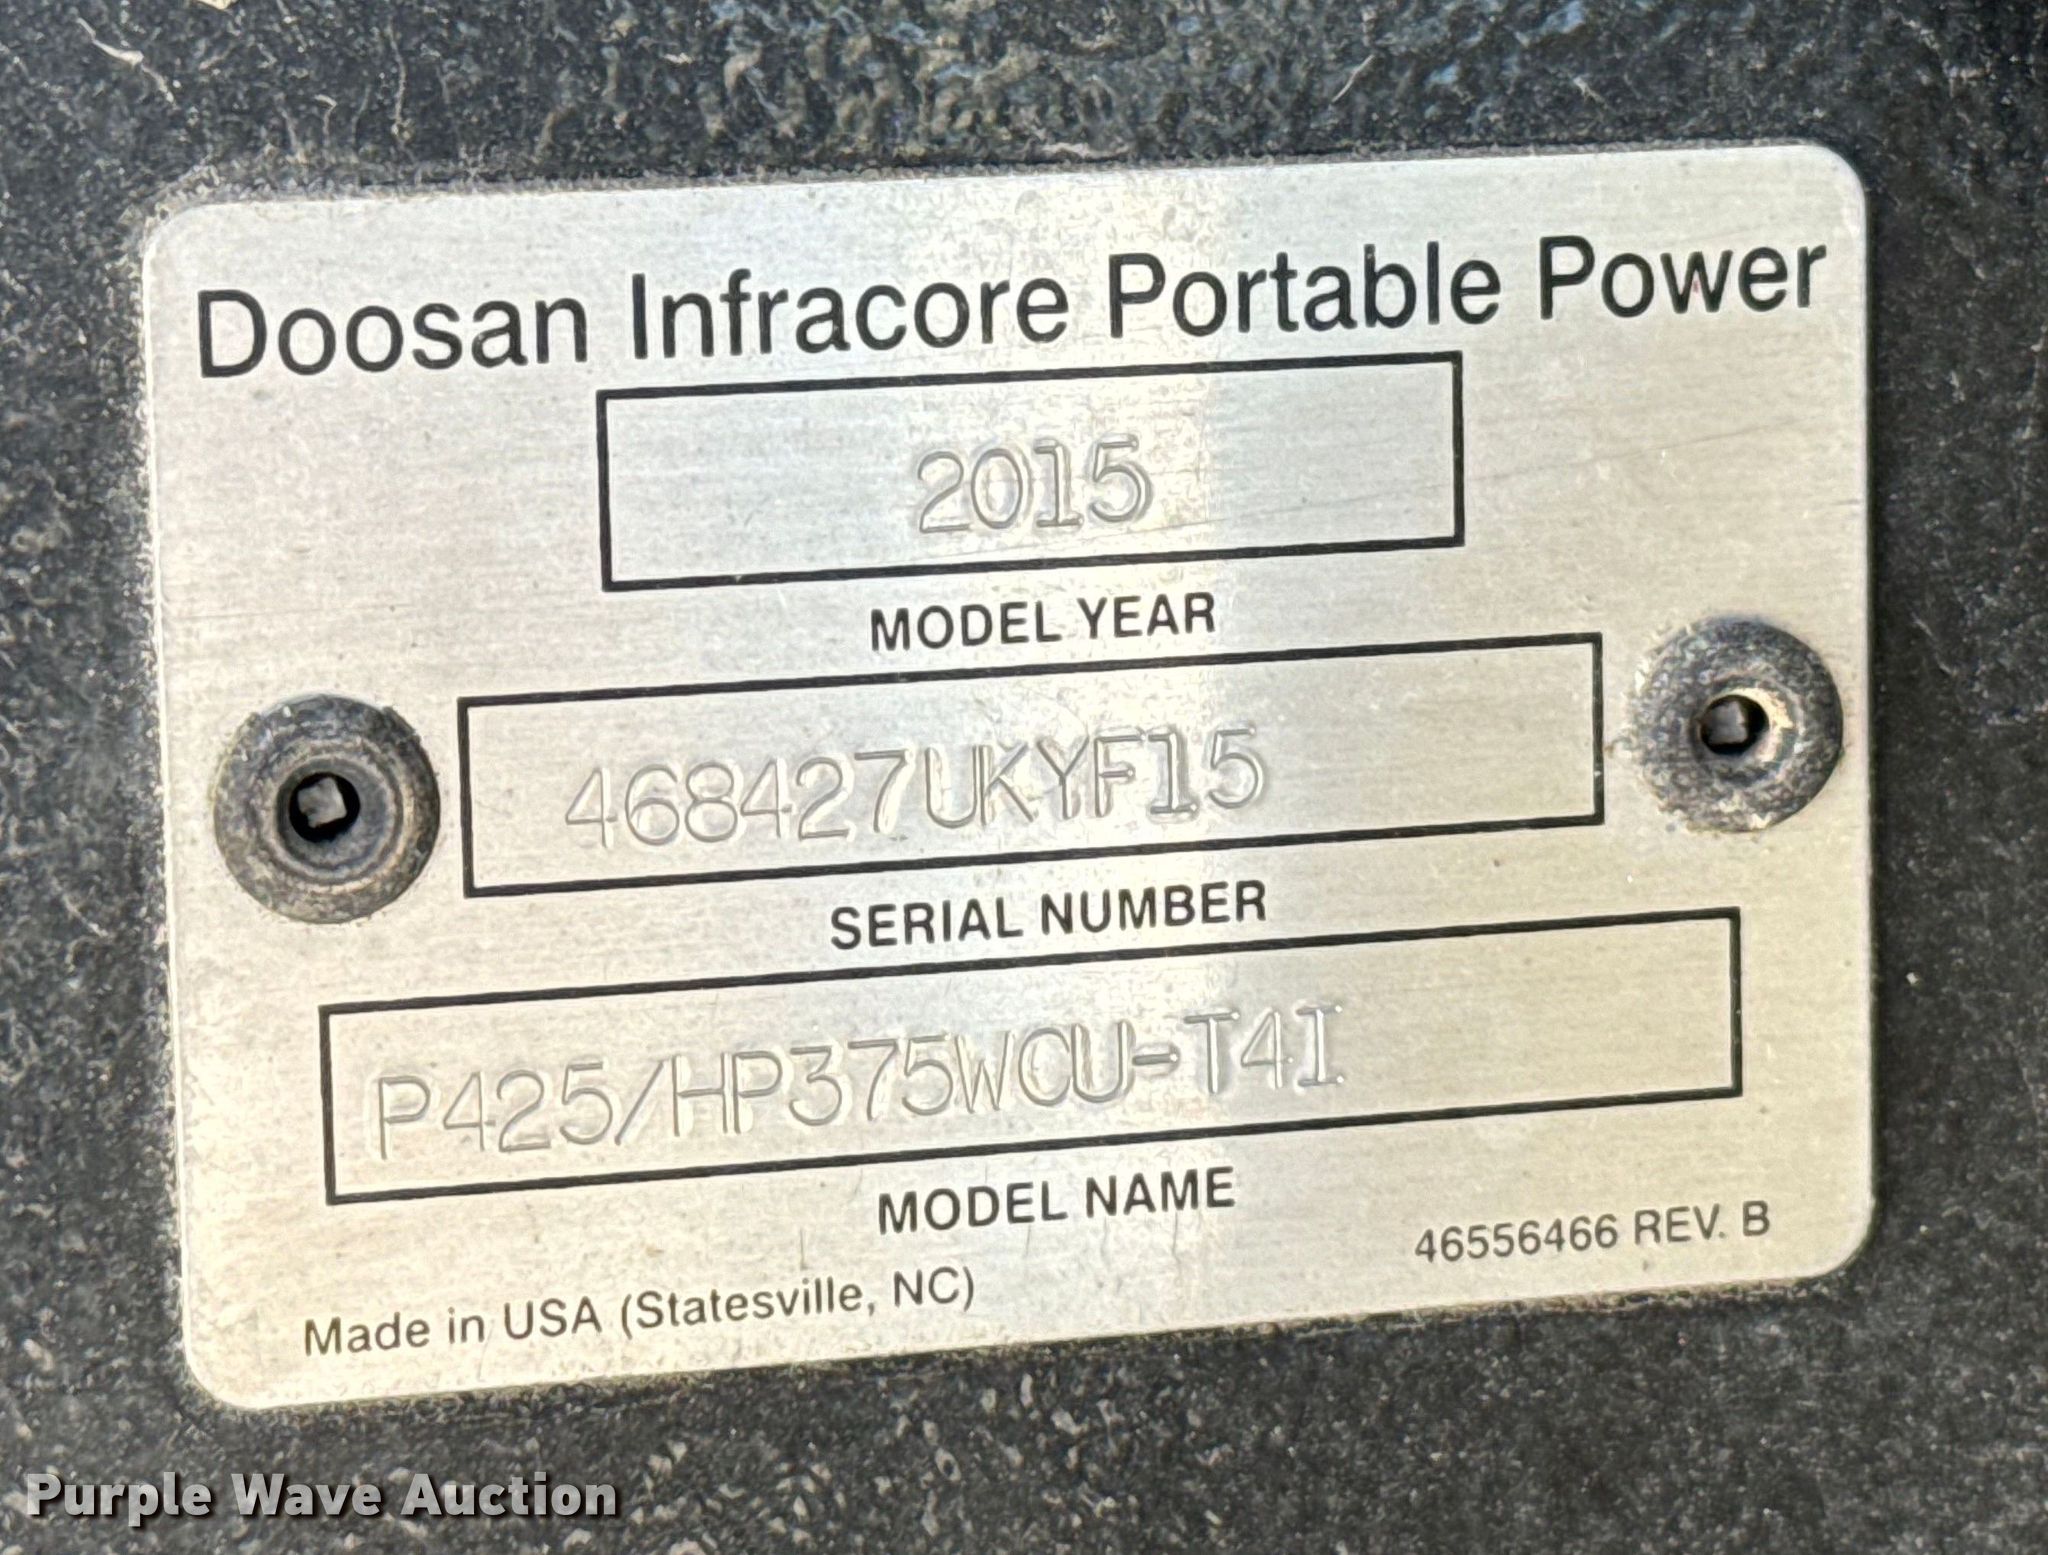 Doosan Infracore Portable Power
2015
MODEL YEAR
468427UKYF15
SERIAL NUMBER
P425/HP375WCU-T4I
MODEL NAME
46556466 REV. B
Made in USA (Statesville, NC)
Purple Wave Auction